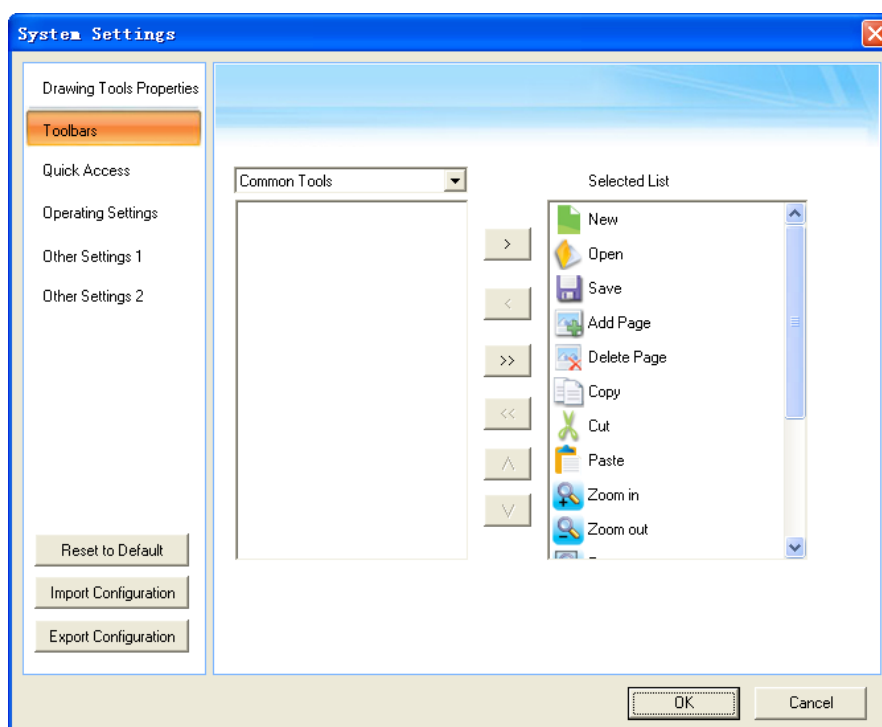 System Settings
Drawing Tools Properties
Toolbars
Quick Access
Operating Settings
Other Settings 1
Other Settings 2
Reset to Default
Import Configuration
Export Configuration
Common Tools
>
<
>>
<<
Selected List
New
Open
Save
Add Page
Delete Page
Copy
Cut
Paste
Zoom in
Zoom out
OK
Cancel